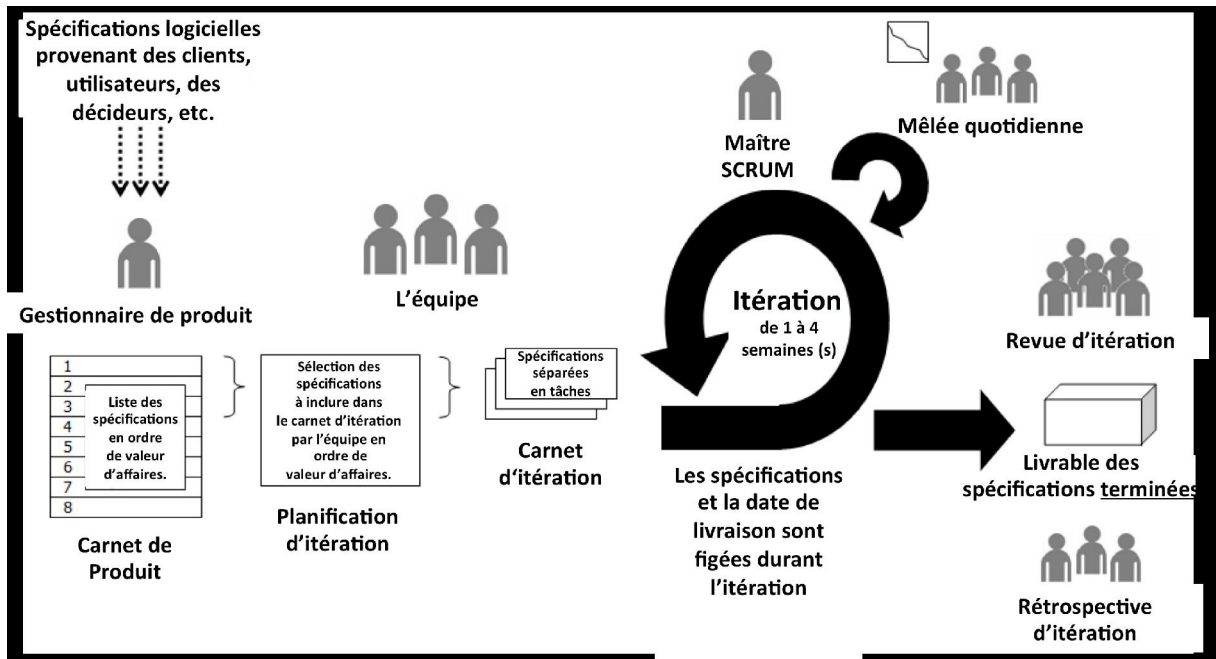 Spécifications logicielles
provenant des clients,
utilisateurs, des
décideurs, etc.
Gestionnaire de produit
1
2
3
4
5
6
7
8
Liste des
spécifications
en ordre
de valeur
d'affaires.
Carnet de
Produit
L'équipe
Sélection des
spécifications
à inclure dans
le carnet d'itération
par l'équipe en
ordre de
valeur d'affaires.
Planification
d'itération
Spécifications
séparées
en tâches
Carnet
d'itération
Maître
SCRUM
Mêlée quotidienne
Itération
de 1 à 4
semaines (s)
Les spécifications
et la date de
livraison sont
figées durant
l'itération
Revue d'itération
Livrable des
spécifications terminées
Rétrospective
d'itération